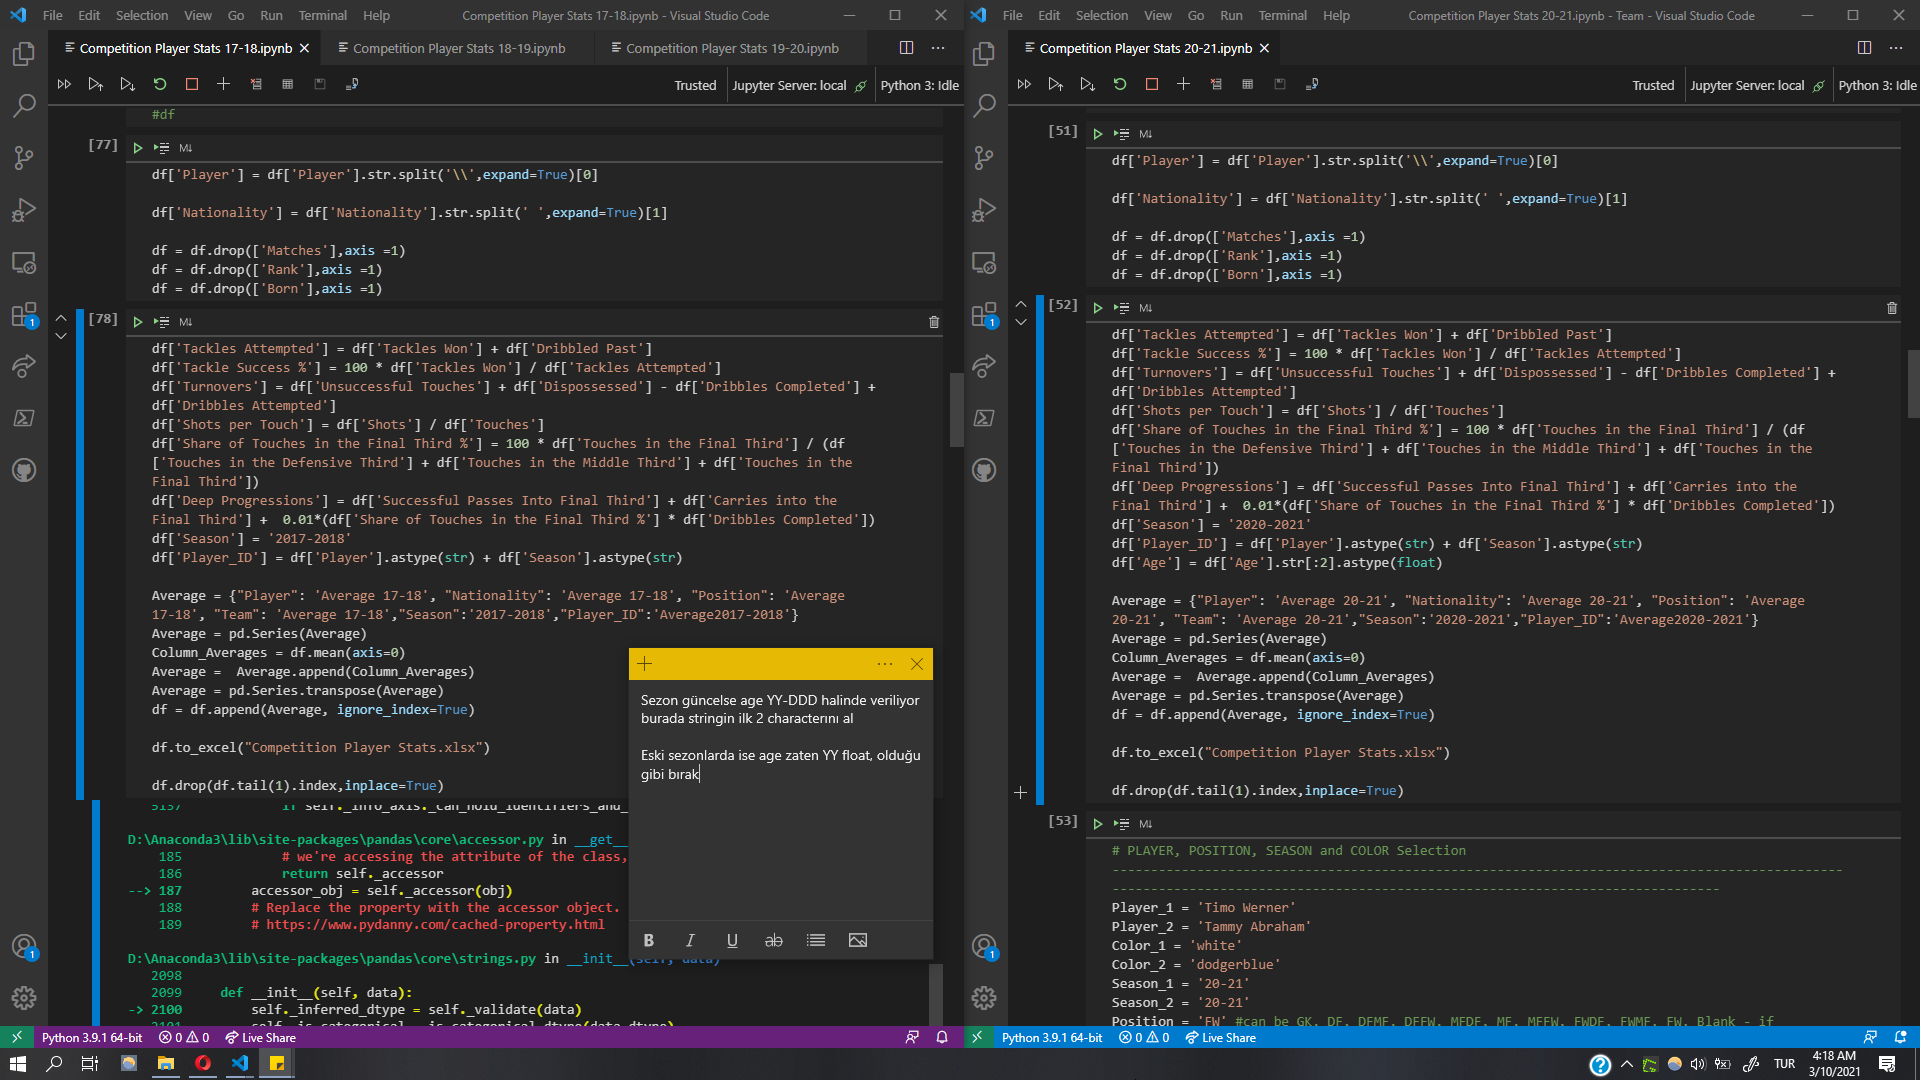 File Edit Selection View Go Run Terminal Help Competition Player Stats 17-18.ipynb - Visual Studio Code
Competition Player Stats 17-18.ipynb Competition Player Stats 18-19.ipynb Competition Player Stats 19-20.ipynb
Trusted Jupyter Server: local Python 3: Idle
#df
[77]
M↓
df['Player'] = df['Player'].str.split('\\',expand=True)[0]
df['Nationality'] = df['Nationality'].str.split(' ',expand=True)[1]
df = df.drop(['Matches'],axis =1)
df = df.drop(['Rank'],axis =1)
df = df.drop(['Born'],axis =1)
[78]
M↓
df['Tackles Attempted'] = df['Tackles Won'] + df['Dribbled Past']
df['Tackle Success %'] = 100 * df['Tackles Won'] / df['Tackles Attempted']
df['Turnovers'] = df['Unsuccessful Touches'] + df['Dispossessed'] - df['Dribbles Completed'] +
df['Dribbles Attempted']
df['Shots per Touch'] = df['Shots'] / df['Touches']
df['Share of Touches in the Final Third %'] = 100 * df['Touches in the Final Third'] / (df
['Touches in the Defensive Third'] + df['Touches in the Middle Third'] + df['Touches in the
Final Third'])
df['Deep Progressions'] = df['Successful Passes Into Final Third'] + df['Carries into the
Final Third'] +  0.01*(df['Share of Touches in the Final Third %'] * df['Dribbles Completed'])
df['Season'] = '2017-2018'
df['Player_ID'] = df['Player'].astype(str) + df['Season'].astype(str)
Average = {"Player": 'Average 17-18', "Nationality": 'Average 17-18', "Position": 'Average
17-18', "Team": 'Average 17-18',"Season":'2017-2018',"Player_ID":'Average2017-2018'}
Average = pd.Series(Average)
Column_Averages = df.mean(axis=0)
Average =  Average.append(Column_Averages)
Average = pd.Series.transpose(Average)
df = df.append(Average, ignore_index=True)
df.to_excel("Competition Player Stats.xlsx")
df.drop(df.tail(1).index,inplace=True)
5137 if self._info_axis._can_hold_identifiers_and_
D:\Anaconda3\lib\site-packages\pandas\core\accessor.py in __get__
185 # we're accessing the attribute of the class,
186 return self._accessor
--> 187 accessor_obj = self._accessor(obj)
188 # Replace the property with the accessor object.
189 # https://www.pydanny.com/cached-property.html
D:\Anaconda3\lib\site-packages\pandas\core\strings.py in __init__(self, data)
2098
2099 def __init__(self, data):
-> 2100 self._inferred_dtype = self._validate(data)
2101 self._is_categorical = is_categorical_dtype(data.dtype)
Python 3.9.1 64-bit 0 0 Live Share
Sezon güncelse age YY-DDD halinde veriliyor
burada stringin ilk 2 characterını al
Eski sezonlarda ise age zaten YY float, olduğu
gibi bırak
B I U ab
File Edit Selection View Go Run Terminal Help Competition Player Stats 20-21.ipynb - Team - Visual Studio Code
Competition Player Stats 20-21.ipynb
Trusted Jupyter Server: local Python 3: Idle
[51]
M↓
df['Player'] = df['Player'].str.split('\\',expand=True)[0]
df['Nationality'] = df['Nationality'].str.split(' ',expand=True)[1]
df = df.drop(['Matches'],axis =1)
df = df.drop(['Rank'],axis =1)
df = df.drop(['Born'],axis =1)
[52]
M↓
df['Tackles Attempted'] = df['Tackles Won'] + df['Dribbled Past']
df['Tackle Success %'] = 100 * df['Tackles Won'] / df['Tackles Attempted']
df['Turnovers'] = df['Unsuccessful Touches'] + df['Dispossessed'] - df['Dribbles Completed'] +
df['Dribbles Attempted']
df['Shots per Touch'] = df['Shots'] / df['Touches']
df['Share of Touches in the Final Third %'] = 100 * df['Touches in the Final Third'] / (df
['Touches in the Defensive Third'] + df['Touches in the Middle Third'] + df['Touches in the
Final Third'])
df['Deep Progressions'] = df['Successful Passes Into Final Third'] + df['Carries into the
Final Third'] +  0.01*(df['Share of Touches in the Final Third %'] * df['Dribbles Completed'])
df['Season'] = '2020-2021'
df['Player_ID'] = df['Player'].astype(str) + df['Season'].astype(str)
df['Age'] = df['Age'].str[:2].astype(float)
Average = {"Player": 'Average 20-21', "Nationality": 'Average 20-21', "Position": 'Average
20-21', "Team": 'Average 20-21',"Season":'2020-2021',"Player_ID":'Average2020-2021'}
Average = pd.Series(Average)
Column_Averages = df.mean(axis=0)
Average =  Average.append(Column_Averages)
Average = pd.Series.transpose(Average)
df = df.append(Average, ignore_index=True)
df.to_excel("Competition Player Stats.xlsx")
df.drop(df.tail(1).index,inplace=True)
[53]
M↓
# PLAYER, POSITION, SEASON and COLOR Selection
Player_1 = 'Timo Werner'
Player_2 = 'Tammy Abraham'
Color_1 = 'white'
Color_2 = 'dodgerblue'
Season_1 = '20-21'
Season_2 = '20-21'
Position = 'FW' #can be GK, DF, DFMF, DFFW, MFDF, MF, MFFW, FWDF, FWMF, FW, Blank - if
Python 3.9.1 64-bit 0 0 Live Share
TUR 4:18 AM
3/10/2021